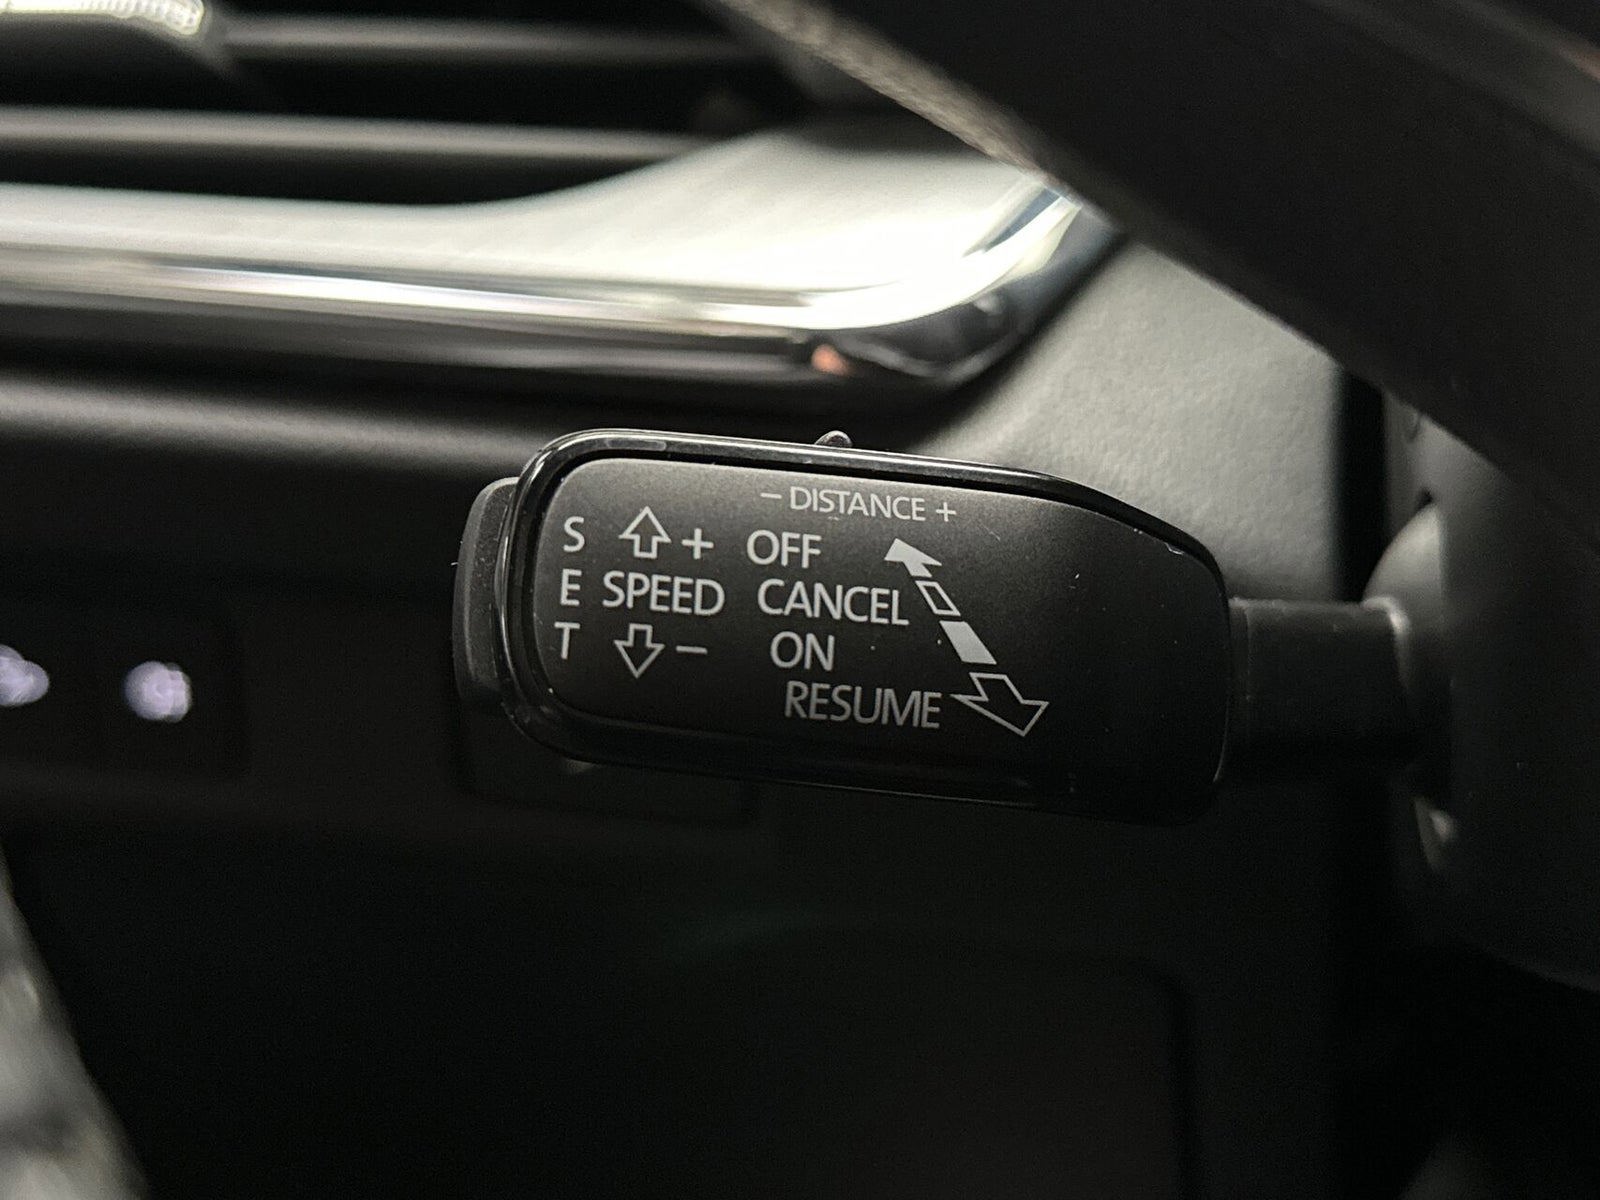 - DISTANCE +
S + OFF
E SPEED CANCEL
T - ON
RESUME